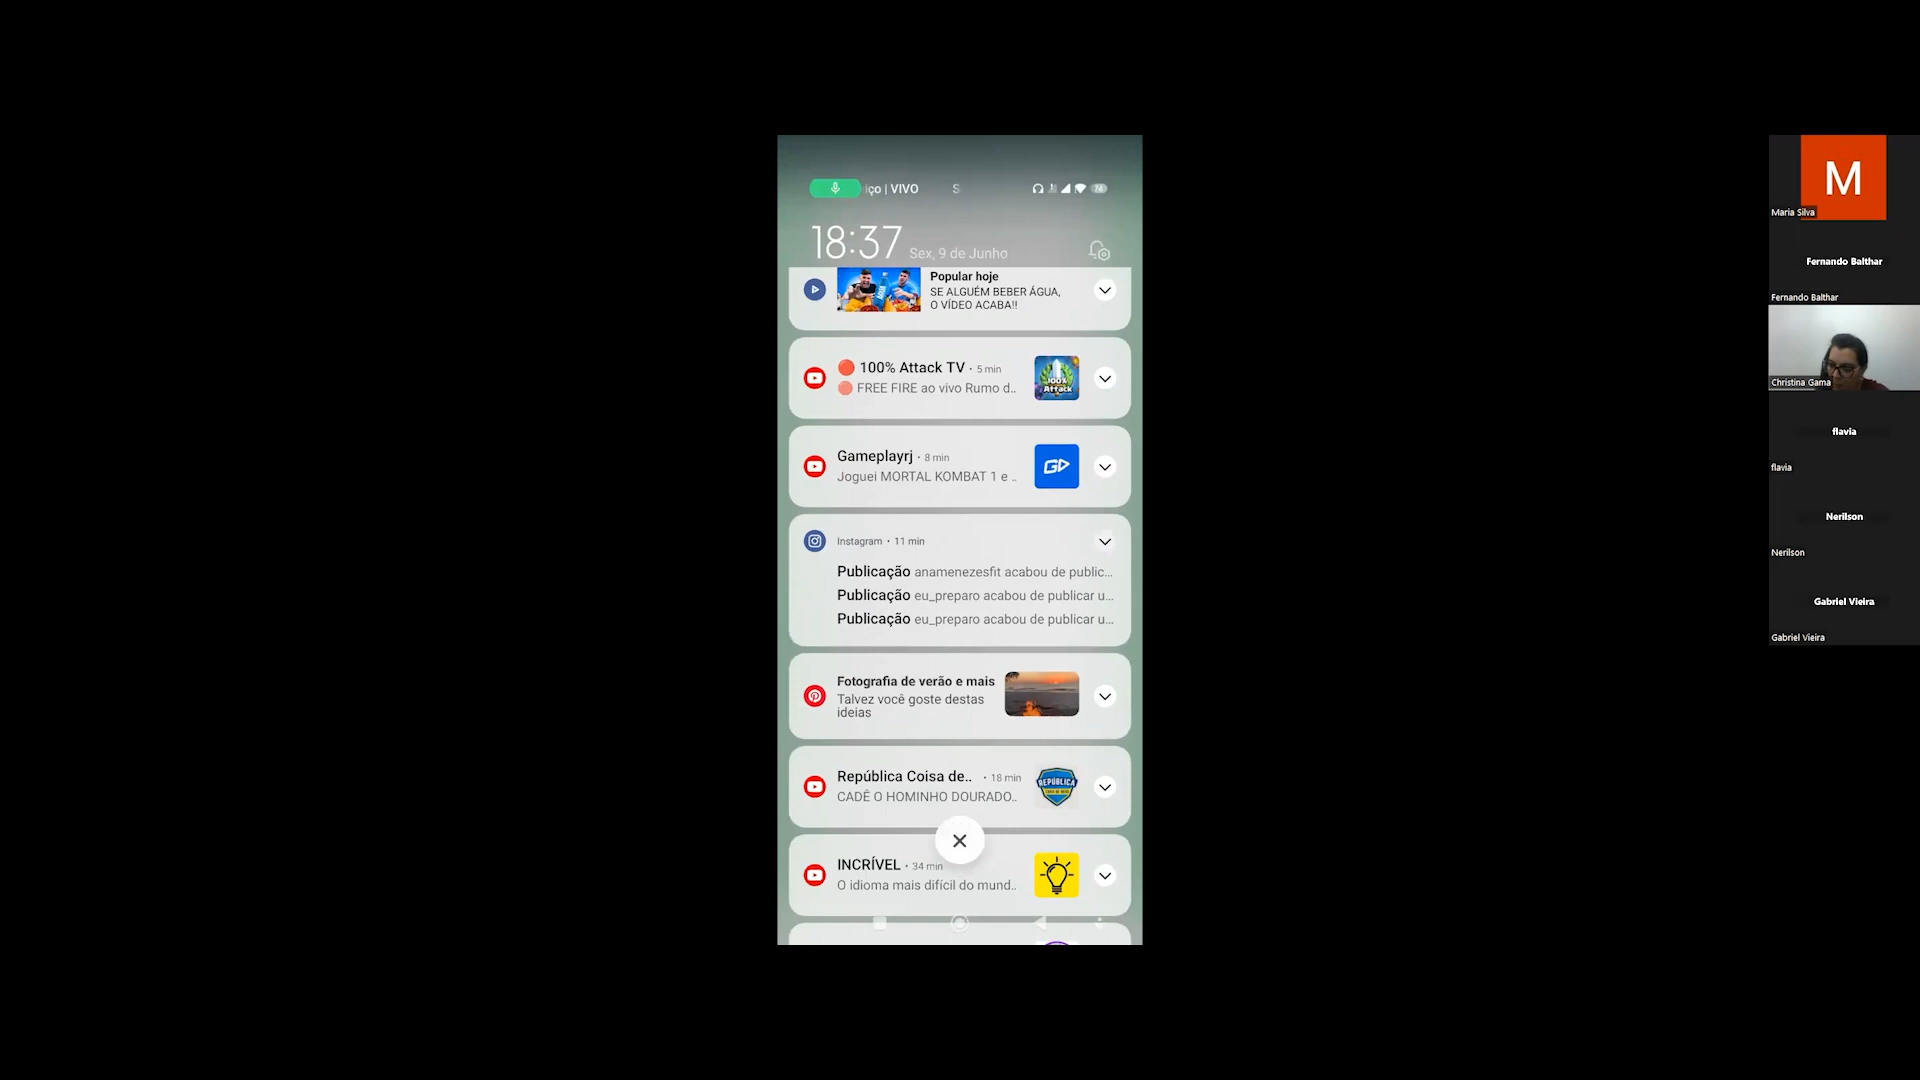 iço | VIVO
S
74
18:37
Sex, 9 de Junho
Popular hoje
SE ALGUÉM BEBER ÁGUA,
O VÍDEO ACABA!!
100% Attack TV • 5 min
FREE FIRE ao vivo Rumo d..
100%
Attack
Gameplayrj • 8 min
Joguei MORTAL KOMBAT 1 e ..
Instagram • 11 min
Publicação anamenezesfit acabou de public...
Publicação eu_preparo acabou de publicar u...
Publicação eu_preparo acabou de publicar u...
Fotografia de verão e mais
Talvez você goste destas
ideias
República Coisa de.. • 18 min
CADÊ O HOMINHO DOURADO..
REPÚBLICA
INCRÍVEL • 34 min
O idioma mais difícil do mund..
M
Maria Silva
Fernando Balthar
Fernando Balthar
Christina Gama
flavia
flavia
Nerilson
Nerilson
Gabriel Vieira
Gabriel Vieira